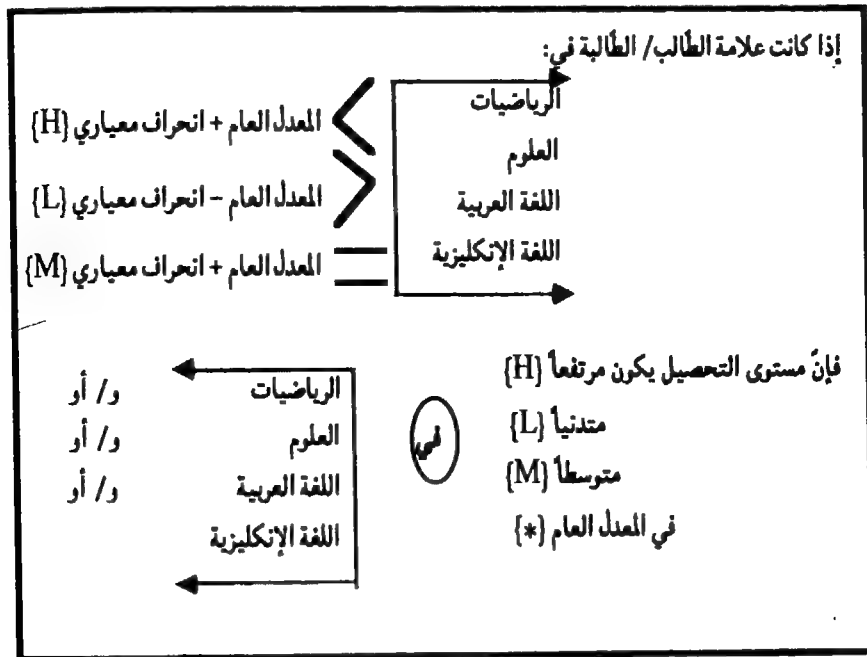 إذا كانت علامة الطالب/ الطالبة في:
الرياضيات
العلوم
اللغة العربية
اللغة الإنكليزية
< المعدل العام + انحراف معياري {H}
> المعدل العام – انحراف معياري {L}
= المعدل العام + انحراف معياري {M}
فإنّ مستوى التحصيل يكون مرتفعاً {H}
متدنياً {L}
متوسطاً {M}
في المعدل العام {*}
في
الرياضيات و/ أو
العلوم و/ أو
اللغة العربية و/ أو
اللغة الإنكليزية